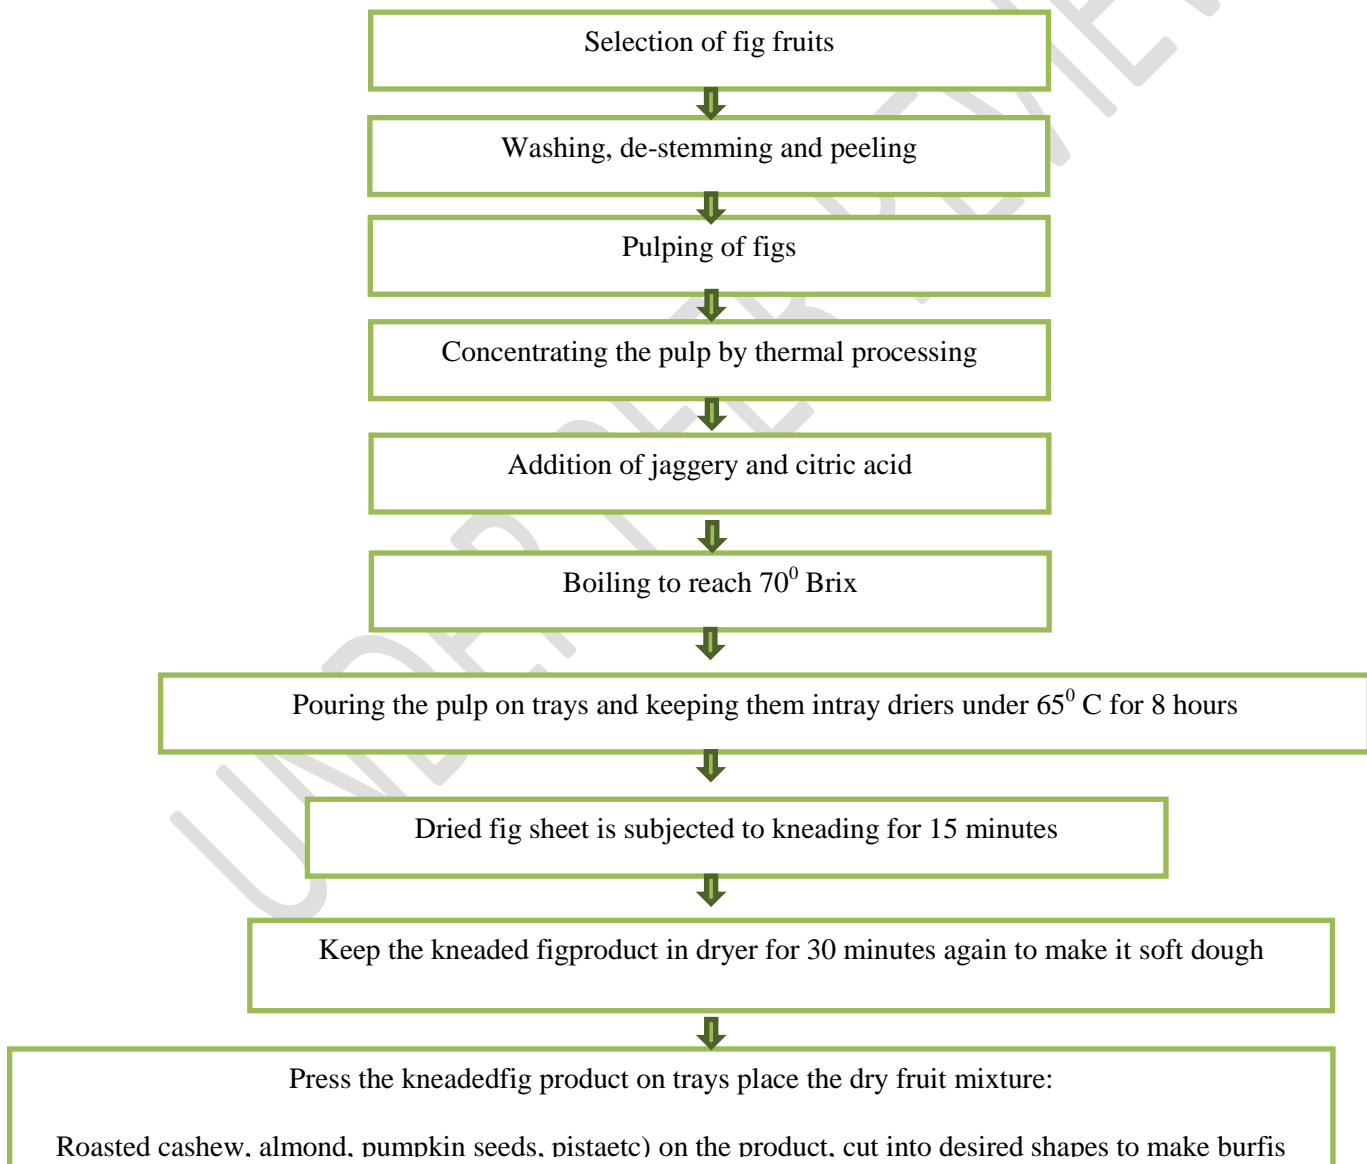 Selection of fig fruits
Washing, de-stemming and peeling
Pulping of figs
Concentrating the pulp by thermal processing
Addition of jaggery and citric acid
Boiling to reach 70⁰ Brix
Pouring the pulp on trays and keeping them intray driers under 65⁰ C for 8 hours
Dried fig sheet is subjected to kneading for 15 minutes
Keep the kneaded figproduct in dryer for 30 minutes again to make it soft dough
Press the kneadedfig product on trays place the dry fruit mixture:
Roasted cashew, almond, pumpkin seeds, pistaetc) on the product, cut into desired shapes to make burfis
UNDER PEER REVIEW